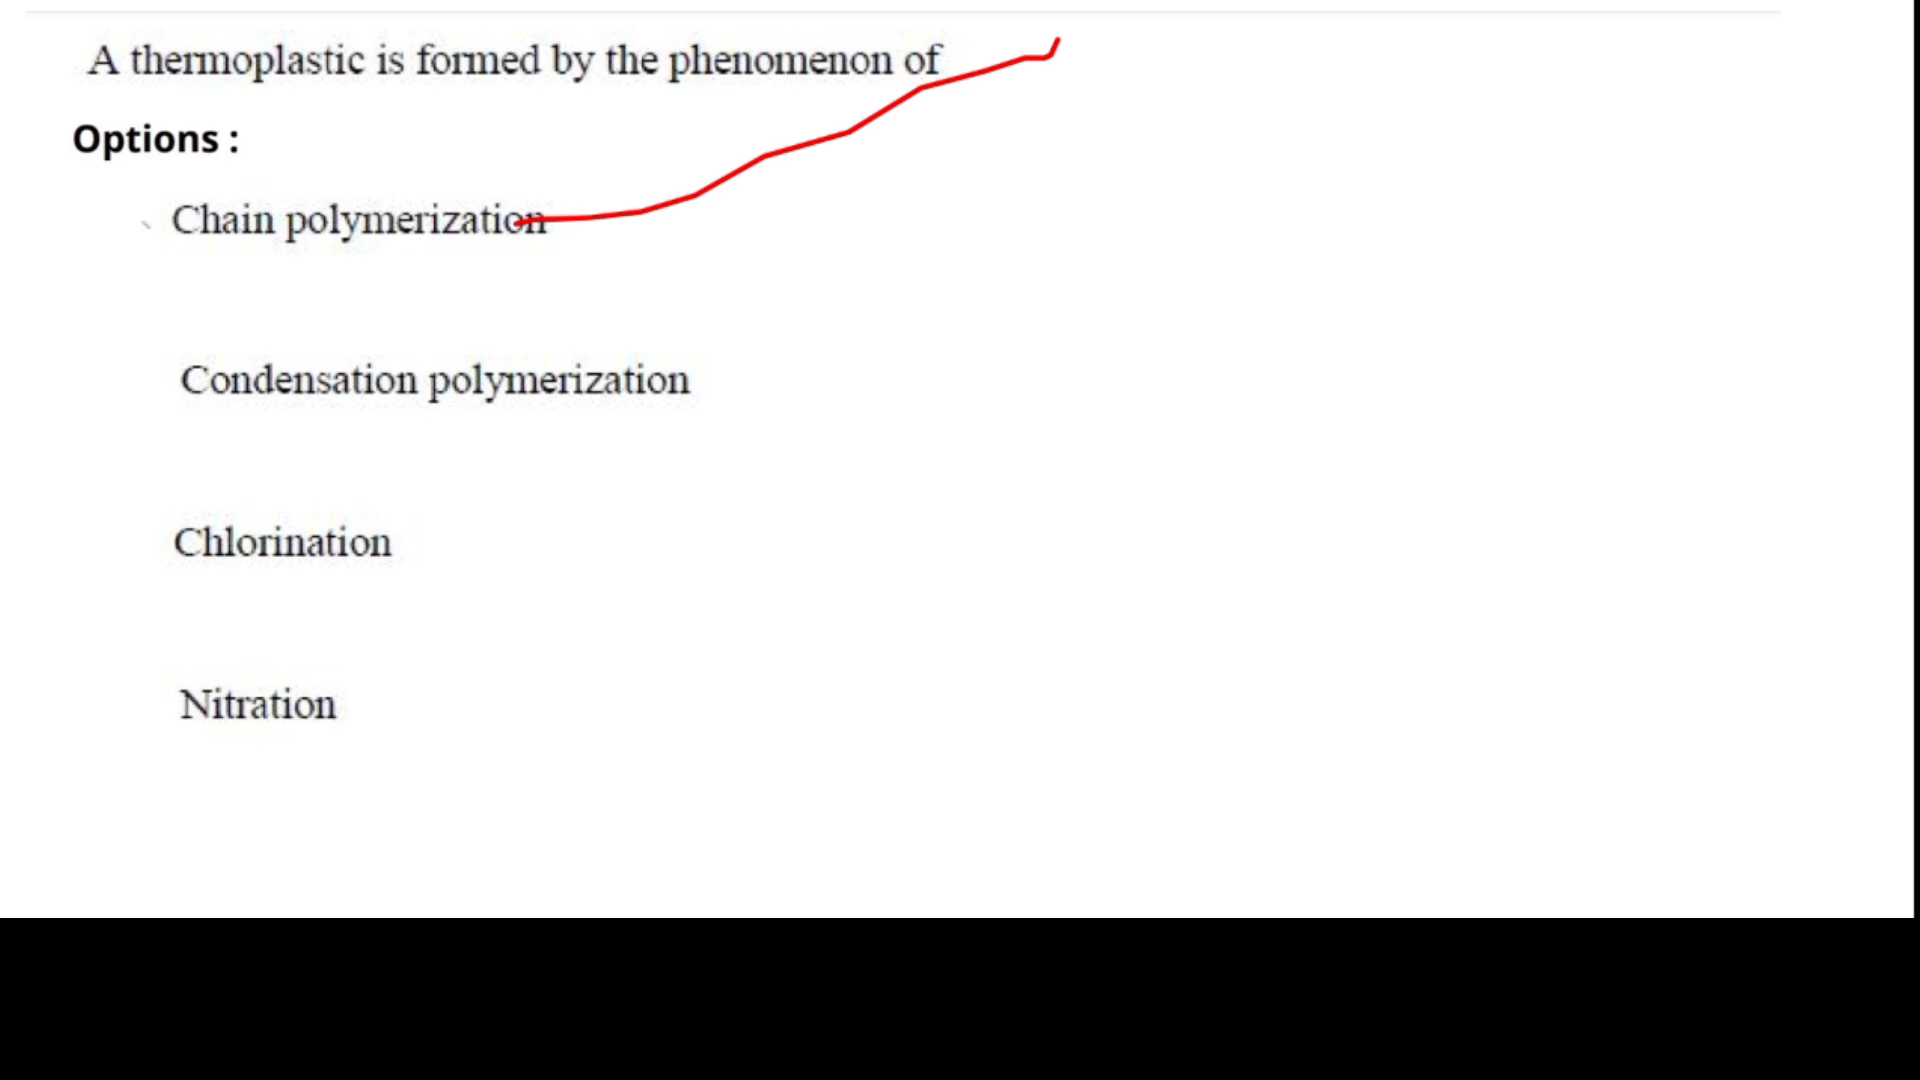 A thermoplastic is formed by the phenomenon of
Options :
Chain polymerization
Condensation polymerization
Chlorination
Nitration